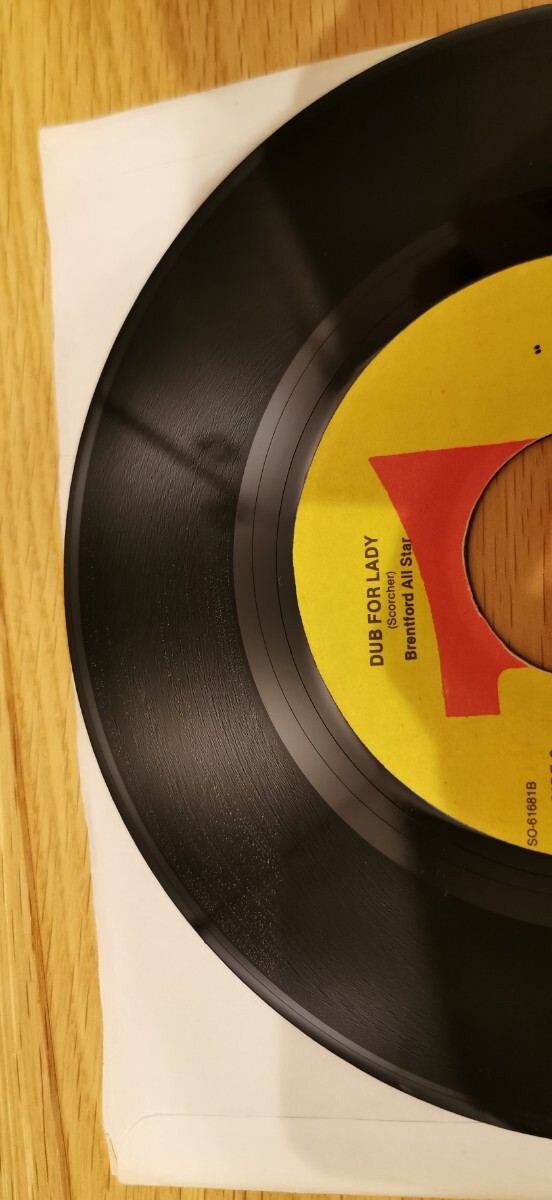 DUB FOR LADY
(Scorcher)
Brentford All Star
SO-61681B